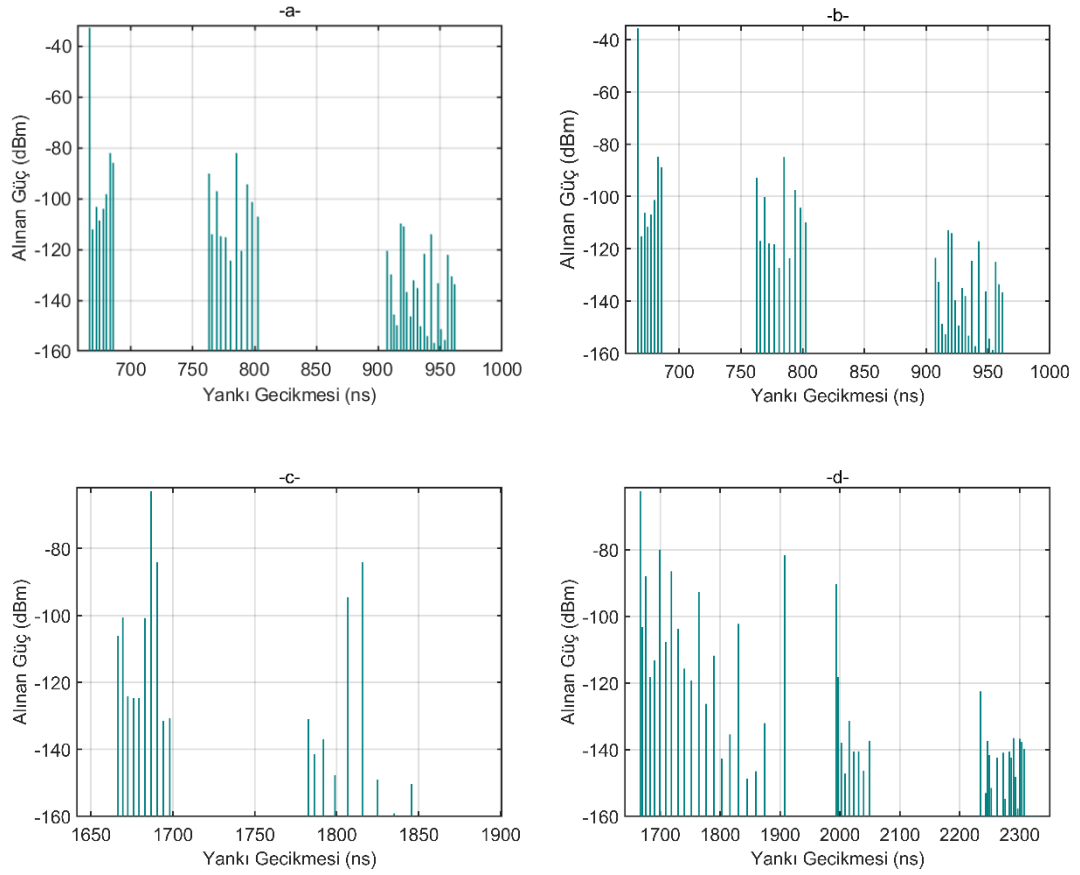 -a-
-40
-60
-80
-100
-120
-140
-160
Alınan Güç (dBm)
700 750 800 850 900 950 1000
Yankı Gecikmesi (ns)
-b-
-40
-60
-80
-100
-120
-140
-160
Alınan Güç (dBm)
700 750 800 850 900 950 1000
Yankı Gecikmesi (ns)
-c-
-80
-100
-120
-140
-160
Alınan Güç (dBm)
1650 1700 1750 1800 1850 1900
Yankı Gecikmesi (ns)
-d-
-80
-100
-120
-140
-160
Alınan Güç (dBm)
1700 1800 1900 2000 2100 2200 2300
Yankı Gecikmesi (ns)